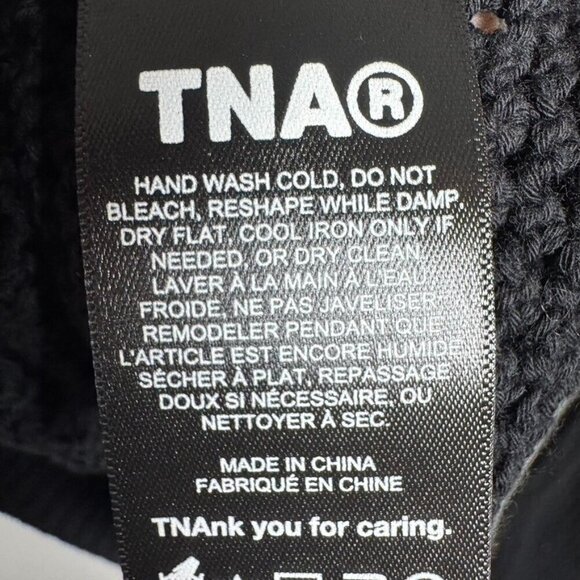 TNA®
HAND WASH COLD, DO NOT
BLEACH, RESHAPE WHILE DAMP.
DRY FLAT, COOL IRON ONLY IF
NEEDED, OR DRY CLEAN.
LAVER À LA MAIN À L'EAU
FROIDE. NE PAS JAVELISER.
REMODELER PENDANT QUE
L'ARTICLE EST ENCORE HUMIDE
SÉCHER À PLAT, REPASSAGE
DOUX SI NÉCESSAIRE, OU
NETTOYER À SEC.
MADE IN CHINA
FABRIQUÉ EN CHINE
TNAnk you for caring.